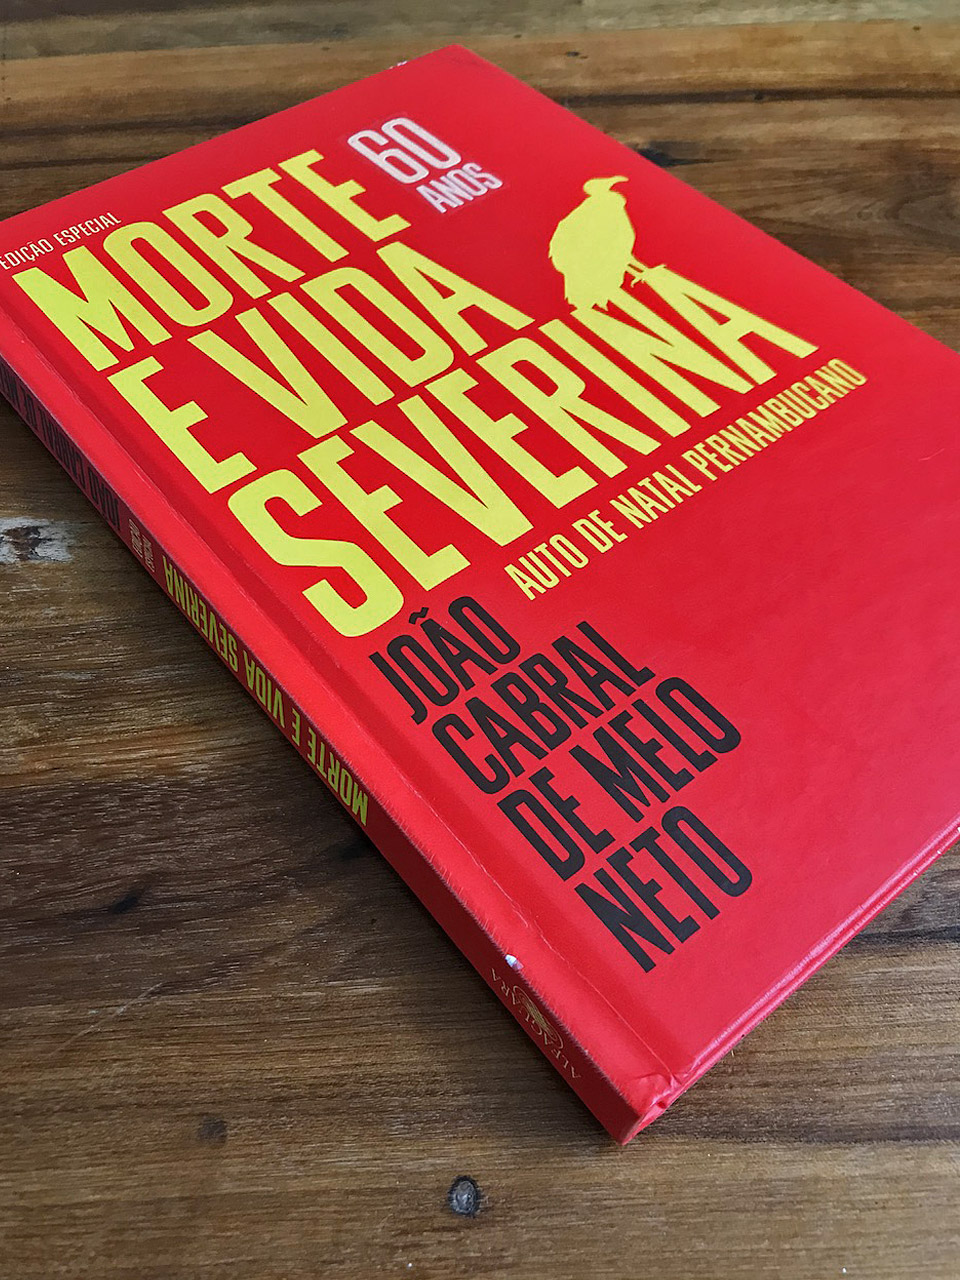 EDIÇÃO ESPECIAL
MORTE
E VIDA
SEVERINA
60
ANOS
AUTO DE NATAL PERNAMBUCANO
JOÃO
CABRAL
DE MELO
NETO
MORTE E VIDA SEVERINA
ALFAGUARA